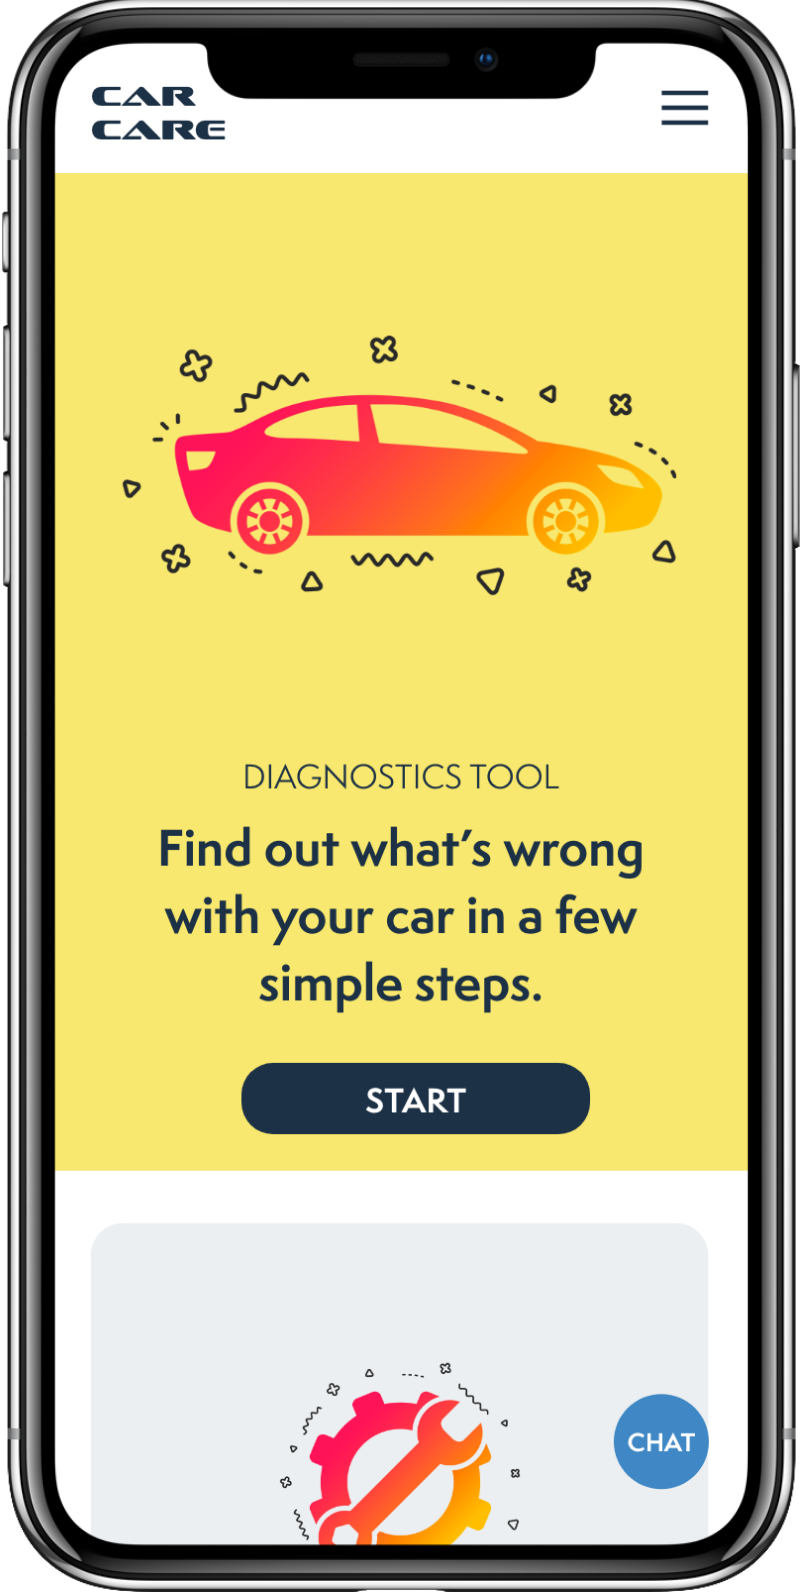 CAR
CARE
DIAGNOSTICS TOOL
Find out what's wrong
with your car in a few
simple steps.
START
CHAT